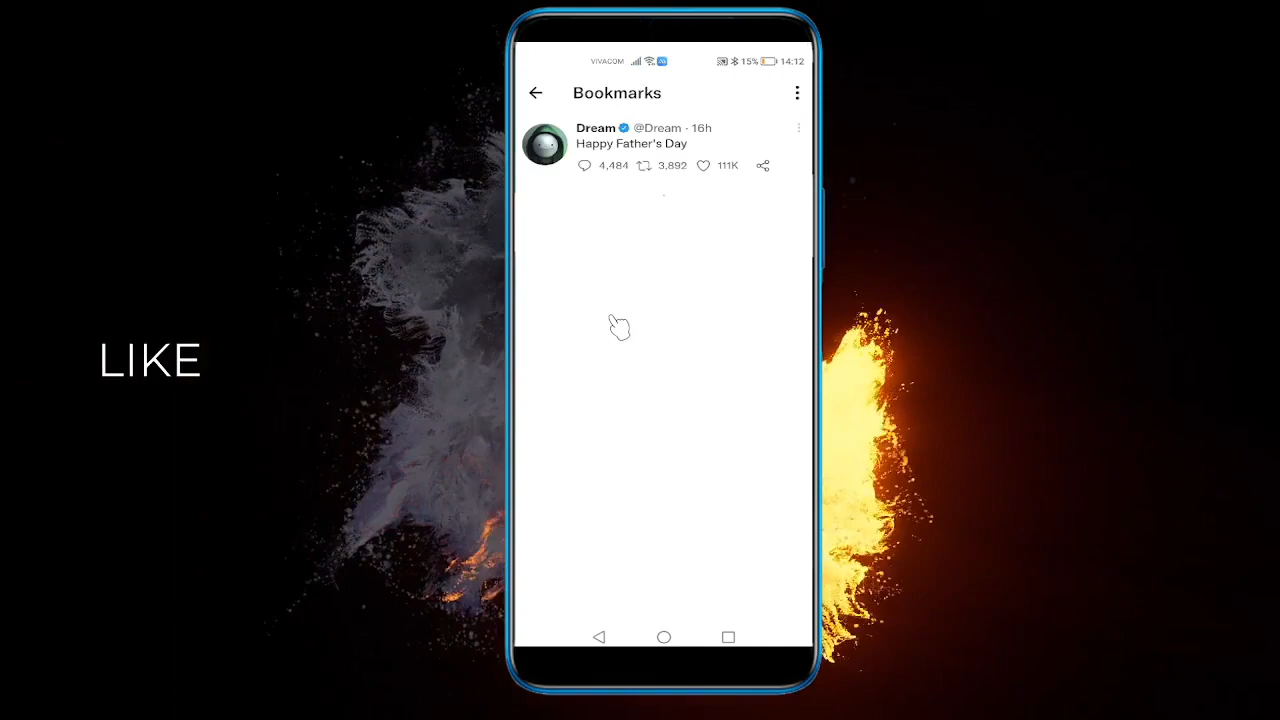 VIVACOM 15% 14:12
Bookmarks
Dream @Dream · 16h
Happy Father's Day
4,484 3,892 111K
LIKE